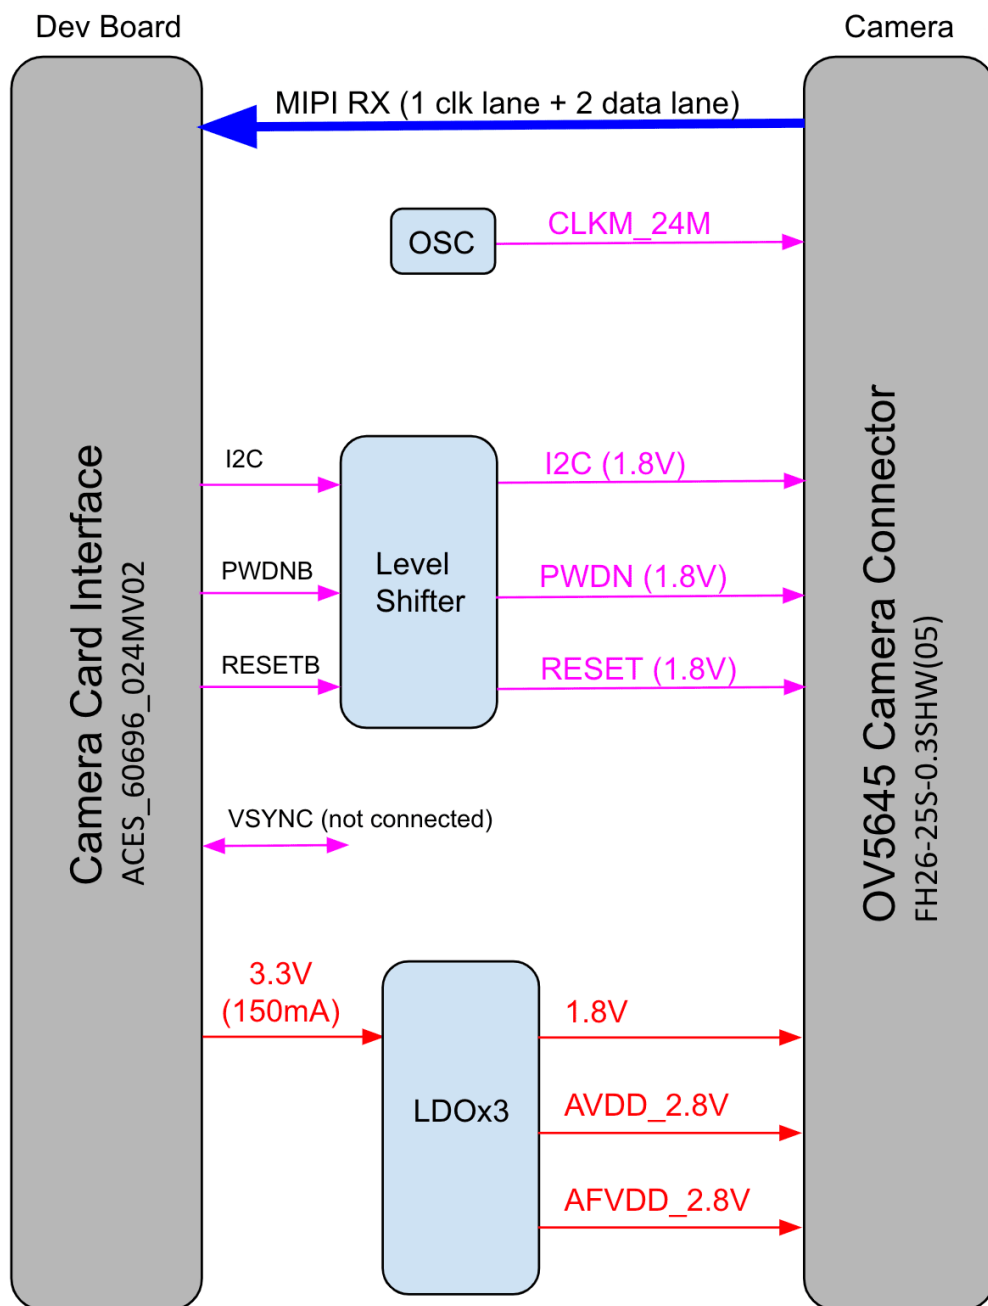 Dev Board
Camera
MIPI RX (1 clk lane + 2 data lane)
OSC
CLKM_24M
Camera Card Interface
ACES_60696_024MV02
I2C
PWDNB
RESETB
Level
Shifter
I2C (1.8V)
PWDN (1.8V)
RESET (1.8V)
OV5645 Camera Connector
FH26-25S-0.3SHW(05)
VSYNC (not connected)
3.3V
(150mA)
LDOx3
1.8V
AVDD_2.8V
AFVDD_2.8V